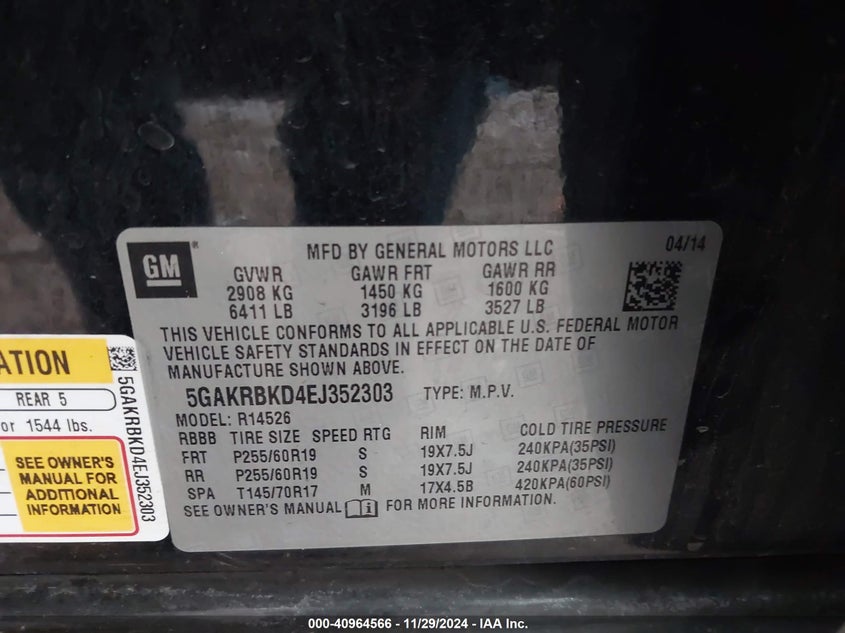 GM®
MFD BY GENERAL MOTORS LLC 04/14
GVWR GAWR FRT GAWR RR
2908 KG 1450 KG 1600 KG
6411 LB 3196 LB 3527 LB
THIS VEHICLE CONFORMS TO ALL APPLICABLE U.S. FEDERAL MOTOR
VEHICLE SAFETY STANDARDS IN EFFECT ON THE DATE OF
MANUFACTURE SHOWN ABOVE.
5GAKRBKD4EJ352303 TYPE: M.P.V.
MODEL: R14526
RBBB TIRE SIZE SPEED RTG RIM COLD TIRE PRESSURE
FRT P255/60R19 S 19X7.5J 240KPA(35PSI)
RR P255/60R19 S 19X7.5J 240KPA(35PSI)
SPA T145/70R17 M 17X4.5B 420KPA(60PSI)
SEE OWNER'S MANUAL FOR MORE INFORMATION.
ATION
REAR 5
or 1544 lbs.
SEE OWNER'S
MANUAL FOR
ADDITIONAL
INFORMATION
5GAKRBKD4EJ352303
000-40964566 - 11/29/2024 - IAA Inc.